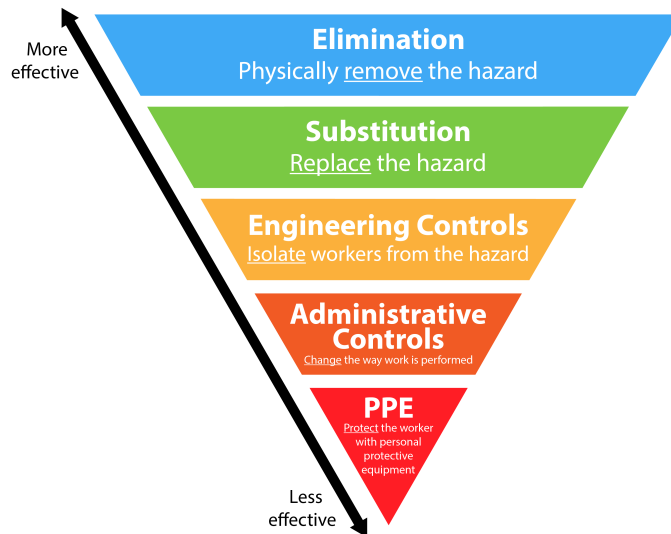 More
effective
Elimination
Physically remove the hazard
Substitution
Replace the hazard
Engineering Controls
Isolate workers from the hazard
Administrative
Controls
Change the way work is performed
PPE
Protect the worker
with personal
protective
equipment
Less
effective